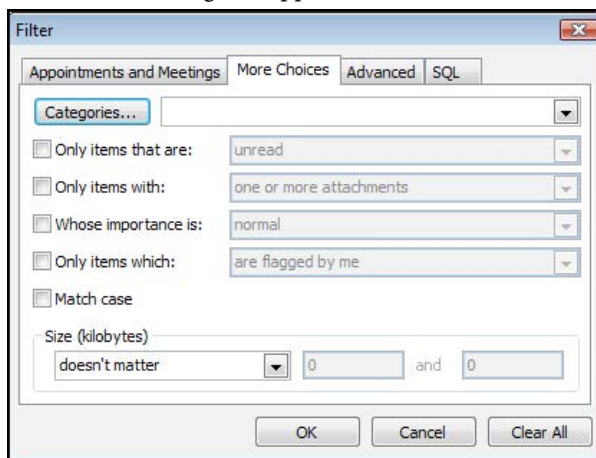 Filter
Appointments and Meetings More Choices Advanced SQL
Categories...
Only items that are: unread
Only items with: one or more attachments
Whose importance is: normal
Only items which: are flagged by me
Match case
Size (kilobytes)
doesn't matter 0 and 0
OK Cancel Clear All